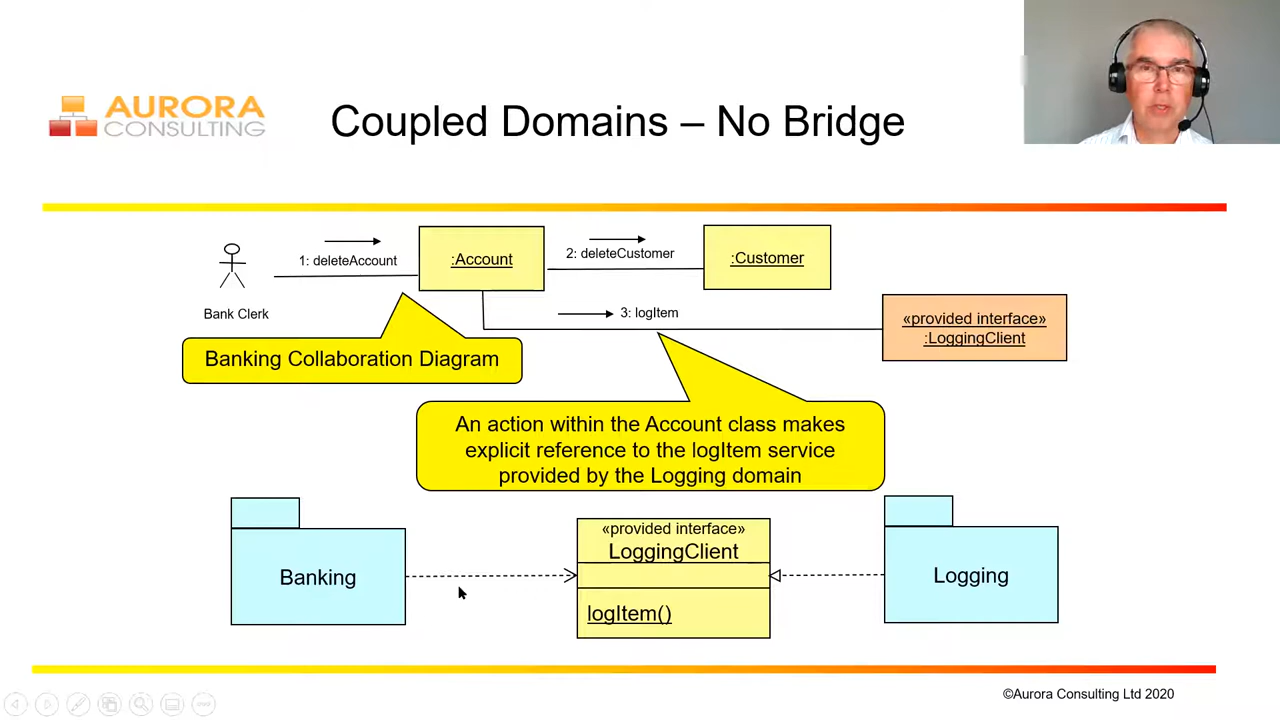 AURORA
CONSULTING
Coupled Domains – No Bridge
1: deleteAccount
:Account
2: deleteCustomer
:Customer
Bank Clerk
3: logItem
«provided interface»
:LoggingClient
Banking Collaboration Diagram
An action within the Account class makes
explicit reference to the logItem service
provided by the Logging domain
Banking
«provided interface»
LoggingClient
logItem()
Logging
©Aurora Consulting Ltd 2020